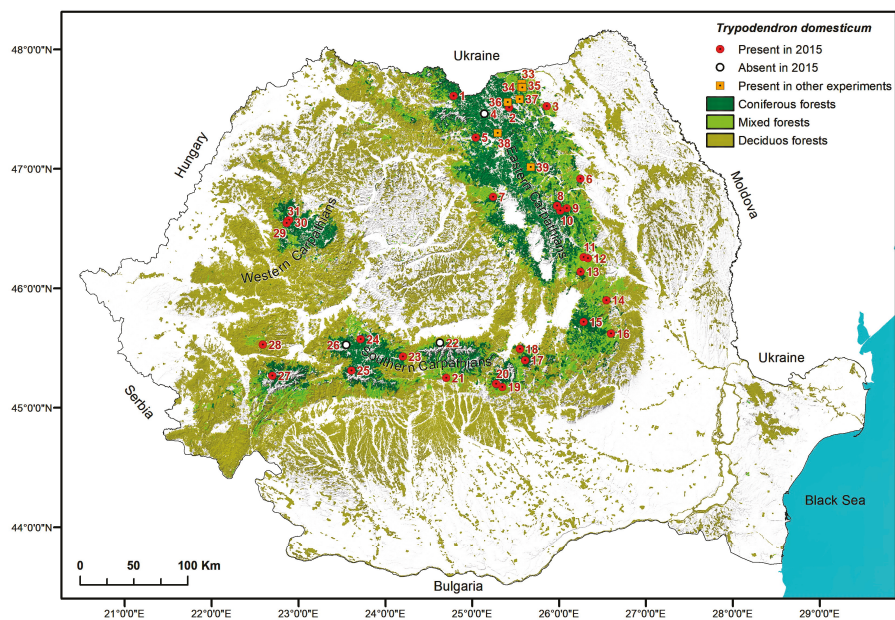 Trypodendron domesticum
Present in 2015
Absent in 2015
Present in other experiments
Coniferous forests
Mixed forests
Deciduos forests
48°0'0"N
47°0'0"N
46°0'0"N
45°0'0"N
44°0'0"N
Ukraine
Hungary
Moldova
Serbia
Ukraine
Black Sea
Bulgaria
Eastern Carpathians
Western Carpathians
Southern Carpathians
33
34 35
1
36 37
4 2 3
5 38
39
6
7 8 9
10
31
29 30
11
12
13
14
15
16
28 26 24 22 18
23 17
27 25 21 20
19
0 50 100 Km
21°0'0"E 22°0'0"E 23°0'0"E 24°0'0"E 25°0'0"E 26°0'0"E 27°0'0"E 28°0'0"E 29°0'0"E